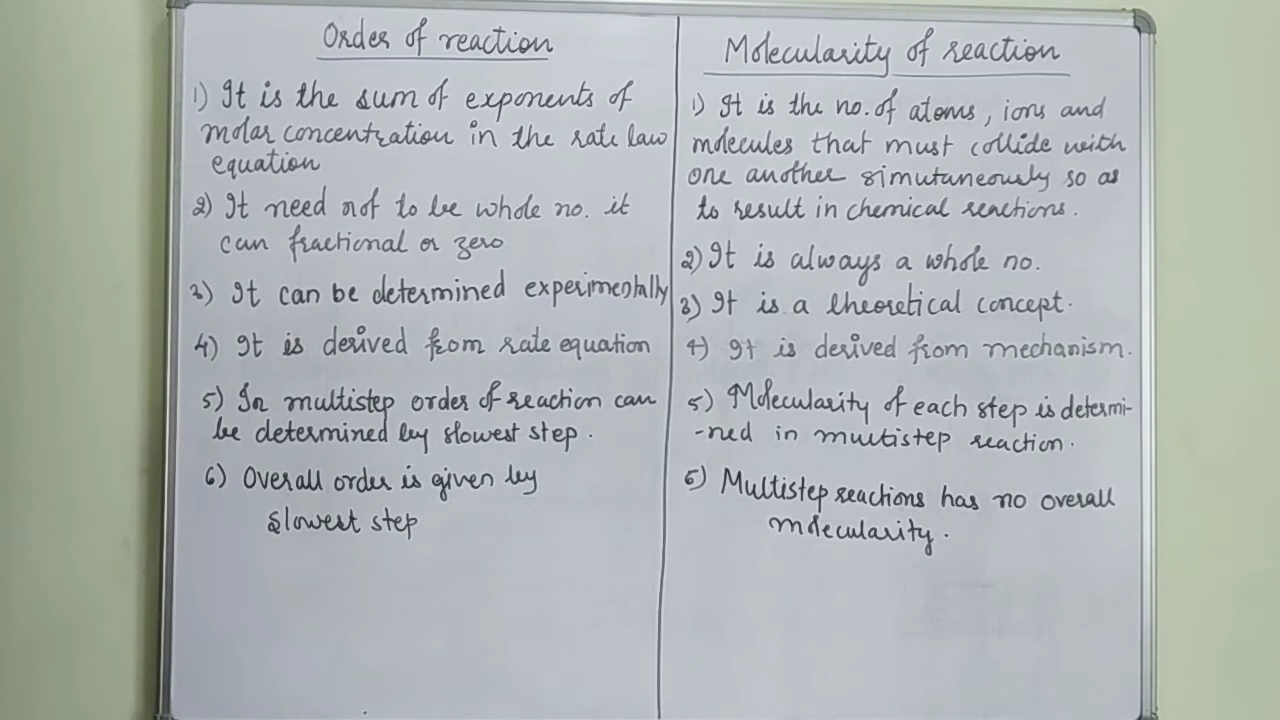 Order of reaction
1) It is the sum of exponents of
molar concentration in the rate law
equation
2) It need not to be whole no. it
can fractional or zero
3) It can be determined experimentally
4) It is derived from rate equation
5) In multistep order of reaction can
be determined by slowest step.
6) Overall order is given by
slowest step
Molecularity of reaction
1) It is the no. of atoms, ions and
molecules that must collide with
one another simutaneously so as
to result in chemical reactions.
2) It is always a whole no.
3) It is a theoretical concept.
4) It is derived from mechanism.
5) Molecularity of each step is determi-
-ned in multistep reaction.
6) Multistep reactions has no overall
molecularity.